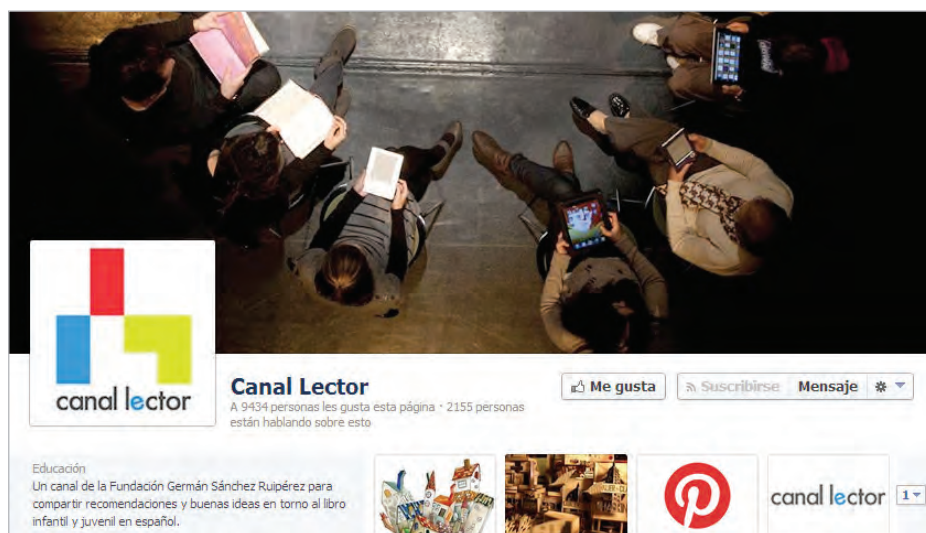 canal lector
Canal Lector
A 9434 personas les gusta esta página · 2155 personas
están hablando sobre esto
Me gusta
Suscribirse
Mensaje
Educación
Un canal de la Fundación Germán Sánchez Ruipérez para
compartir recomendaciones y buenas ideas en torno al libro
infantil y juvenil en español.
canal lector
1